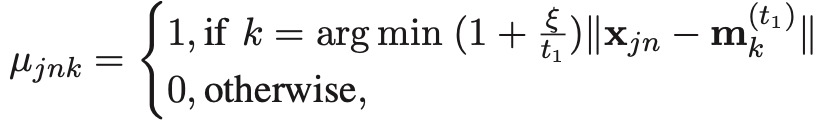 μ_{jnk} = { 1, if k = arg min (1 + ξ/t_1)‖x_{jn} − m_k^{(t_1)}‖
0, otherwise,